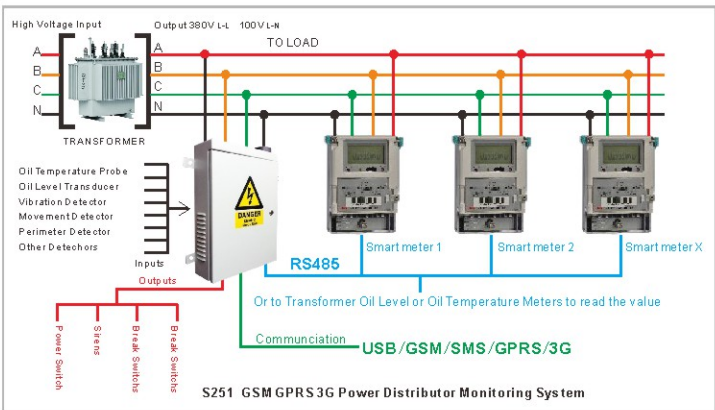 High Voltage Input
Output 380V L-L 100V L-N
TO LOAD
A
B
C
N
A
B
C
N
TRANSFORMER
Oil Temperature Probe
Oil Level Transducer
Vibration Detector
Movement Detector
Perimeter Detector
Other Detechors
Inputs
DANGER
Smart meter 1
Smart meter 2
Smart meter X
RS485
Outputs
Or to Transformer Oil Level or Oil Temperature Meters to read the value
Power Switch
Sirens
Break Switchs
Break Switchs
Communciation
USB/GSM/SMS/GPRS/3G
S251 GSM GPRS 3G Power Distributor Monitoring System